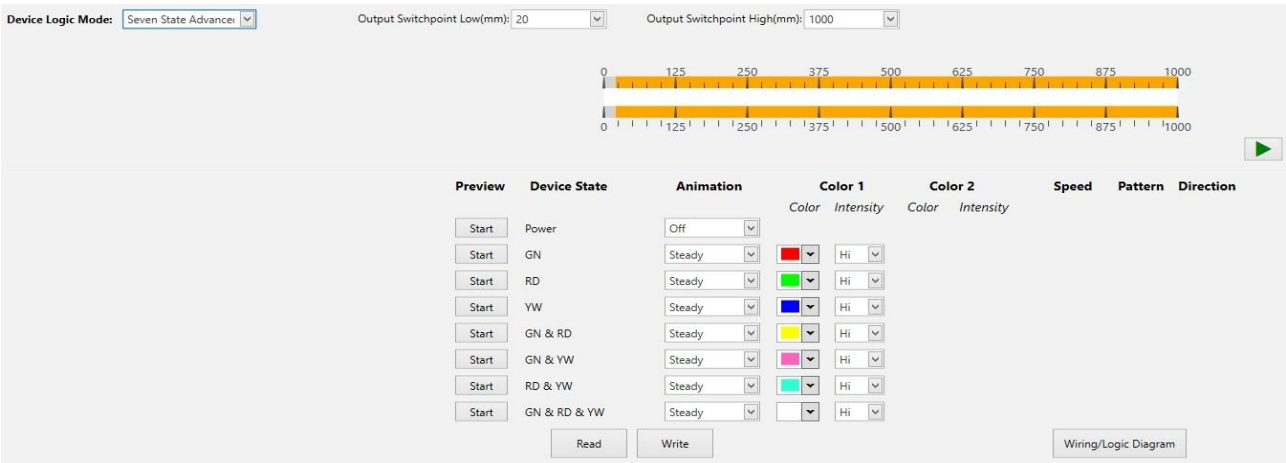 Device Logic Mode: Seven State Advanced Output Switchpoint Low(mm): 20 Output Switchpoint High(mm): 1000
0 125 250 375 500 625 750 875 1000
0 125 250 375 500 625 750 875 1000
Preview Device State Animation Color 1 Color 2 Speed Pattern Direction
Color Intensity Color Intensity
Start Power Off
Start GN Steady Hi
Start RD Steady Hi
Start YW Steady Hi
Start GN & RD Steady Hi
Start GN & YW Steady Hi
Start RD & YW Steady Hi
Start GN & RD & YW Steady Hi
Read Write Wiring/Logic Diagram